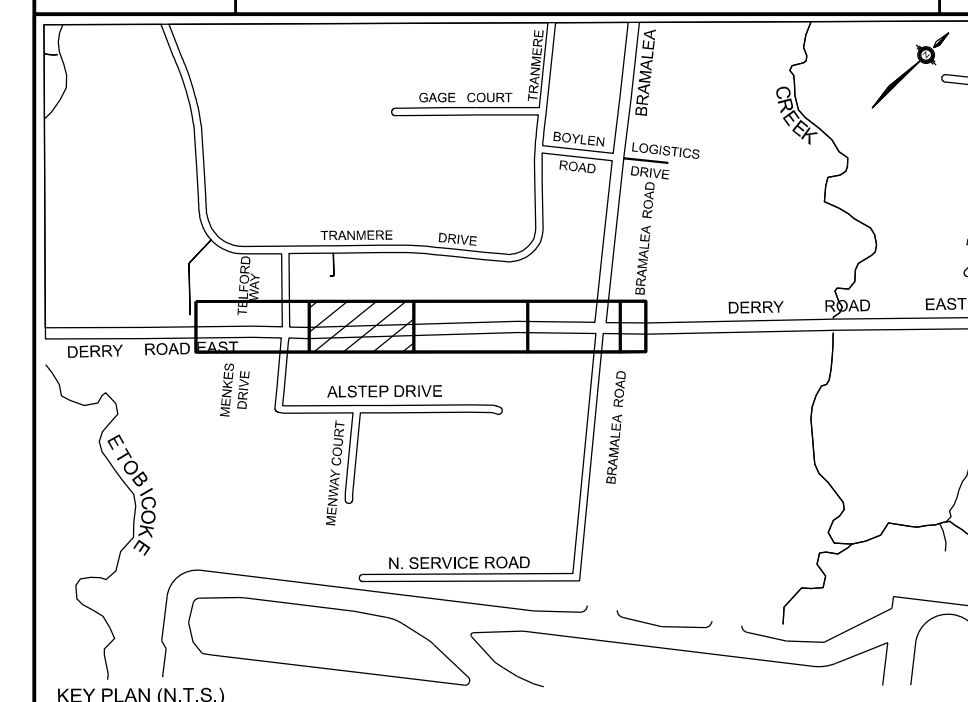 TRANMERE
BRAMALEA
GAGE COURT
CREEK
N
BOYLEN
ROAD
LOGISTICS
DRIVE
BRAMALEA ROAD
TRANMERE DRIVE
TELFORD
WAY
DERRY ROAD EAST
DERRY ROAD EAST
MENKES
DRIVE
ALSTEP DRIVE
BRAMALEA ROAD
MENWAY COURT
ETOBICOKE
N. SERVICE ROAD
KEY PLAN (N.T.S.)